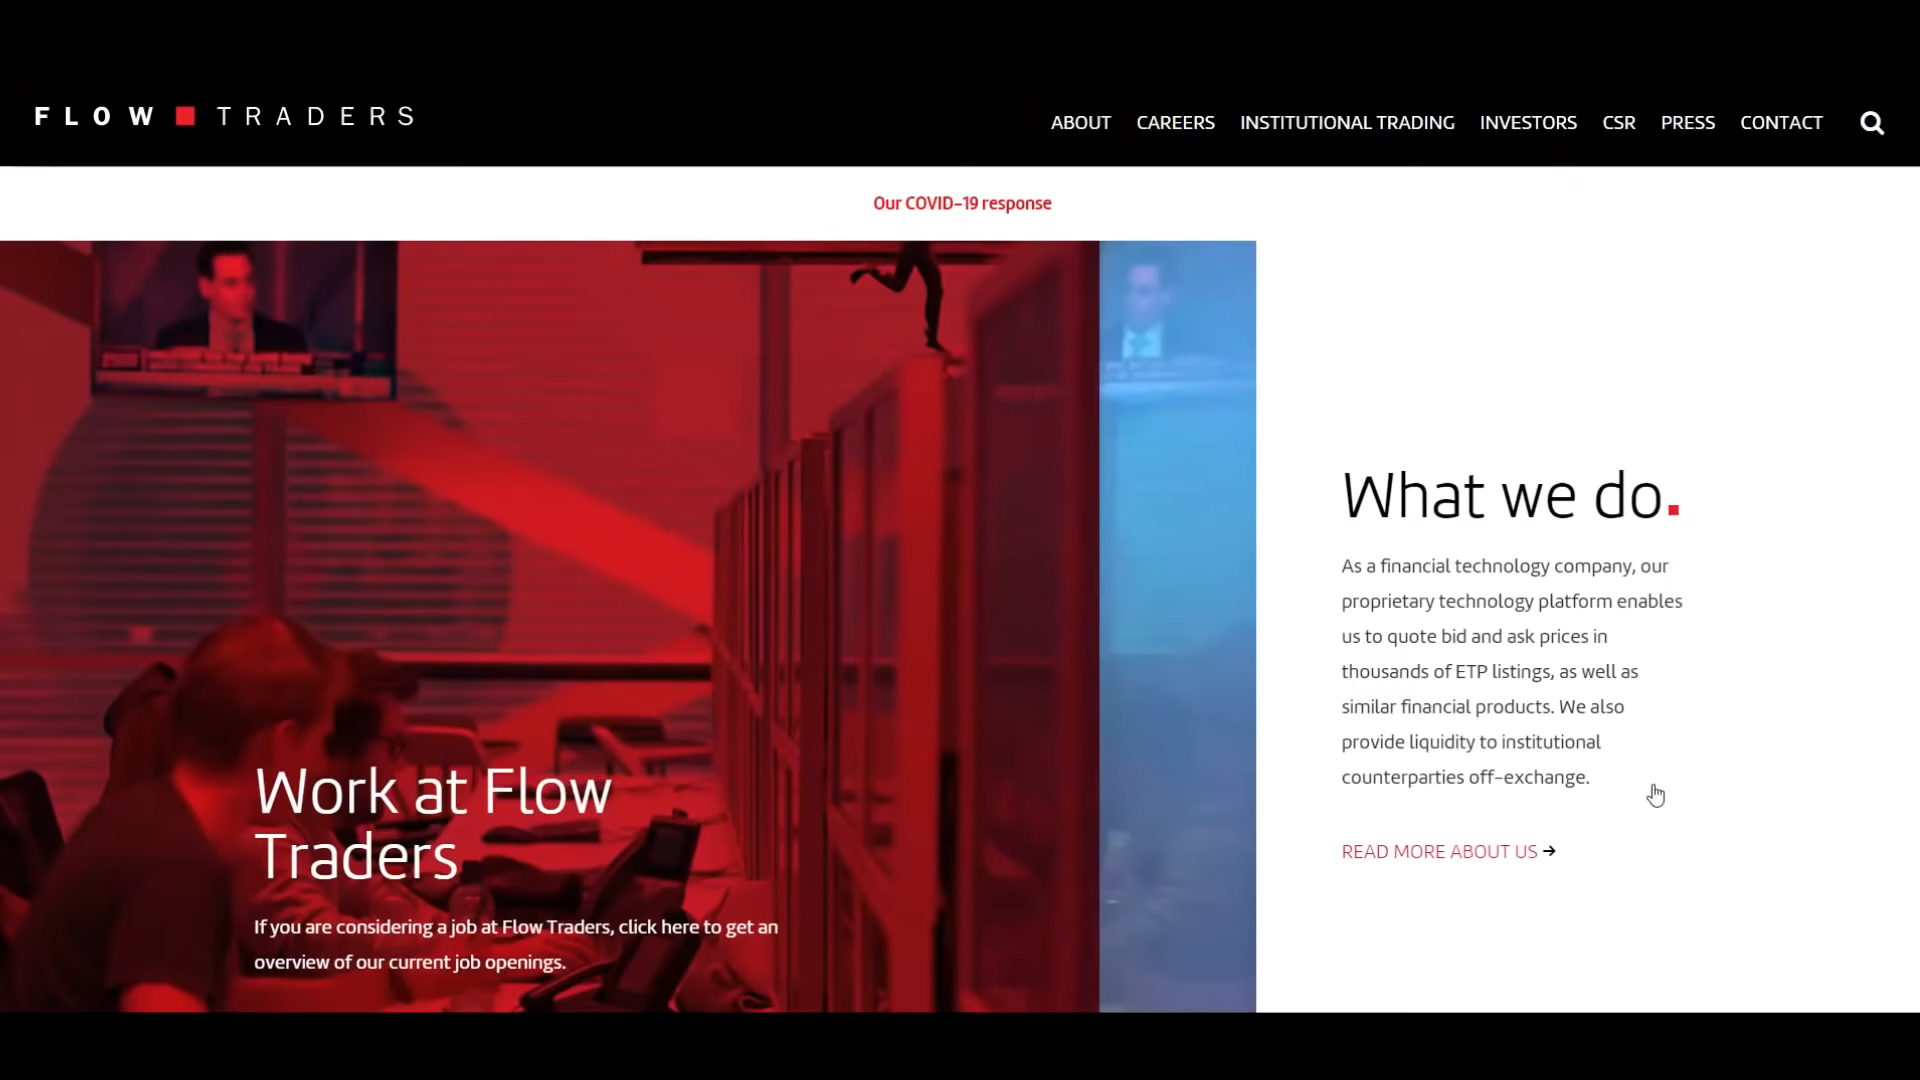 FLOW TRADERS
ABOUT CAREERS INSTITUTIONAL TRADING INVESTORS CSR PRESS CONTACT
Our COVID-19 response
Work at Flow
Traders
If you are considering a job at Flow Traders, click here to get an
overview of our current job openings.
What we do.
As a financial technology company, our
proprietary technology platform enables
us to quote bid and ask prices in
thousands of ETP listings, as well as
similar financial products. We also
provide liquidity to institutional
counterparties off-exchange.
READ MORE ABOUT US →